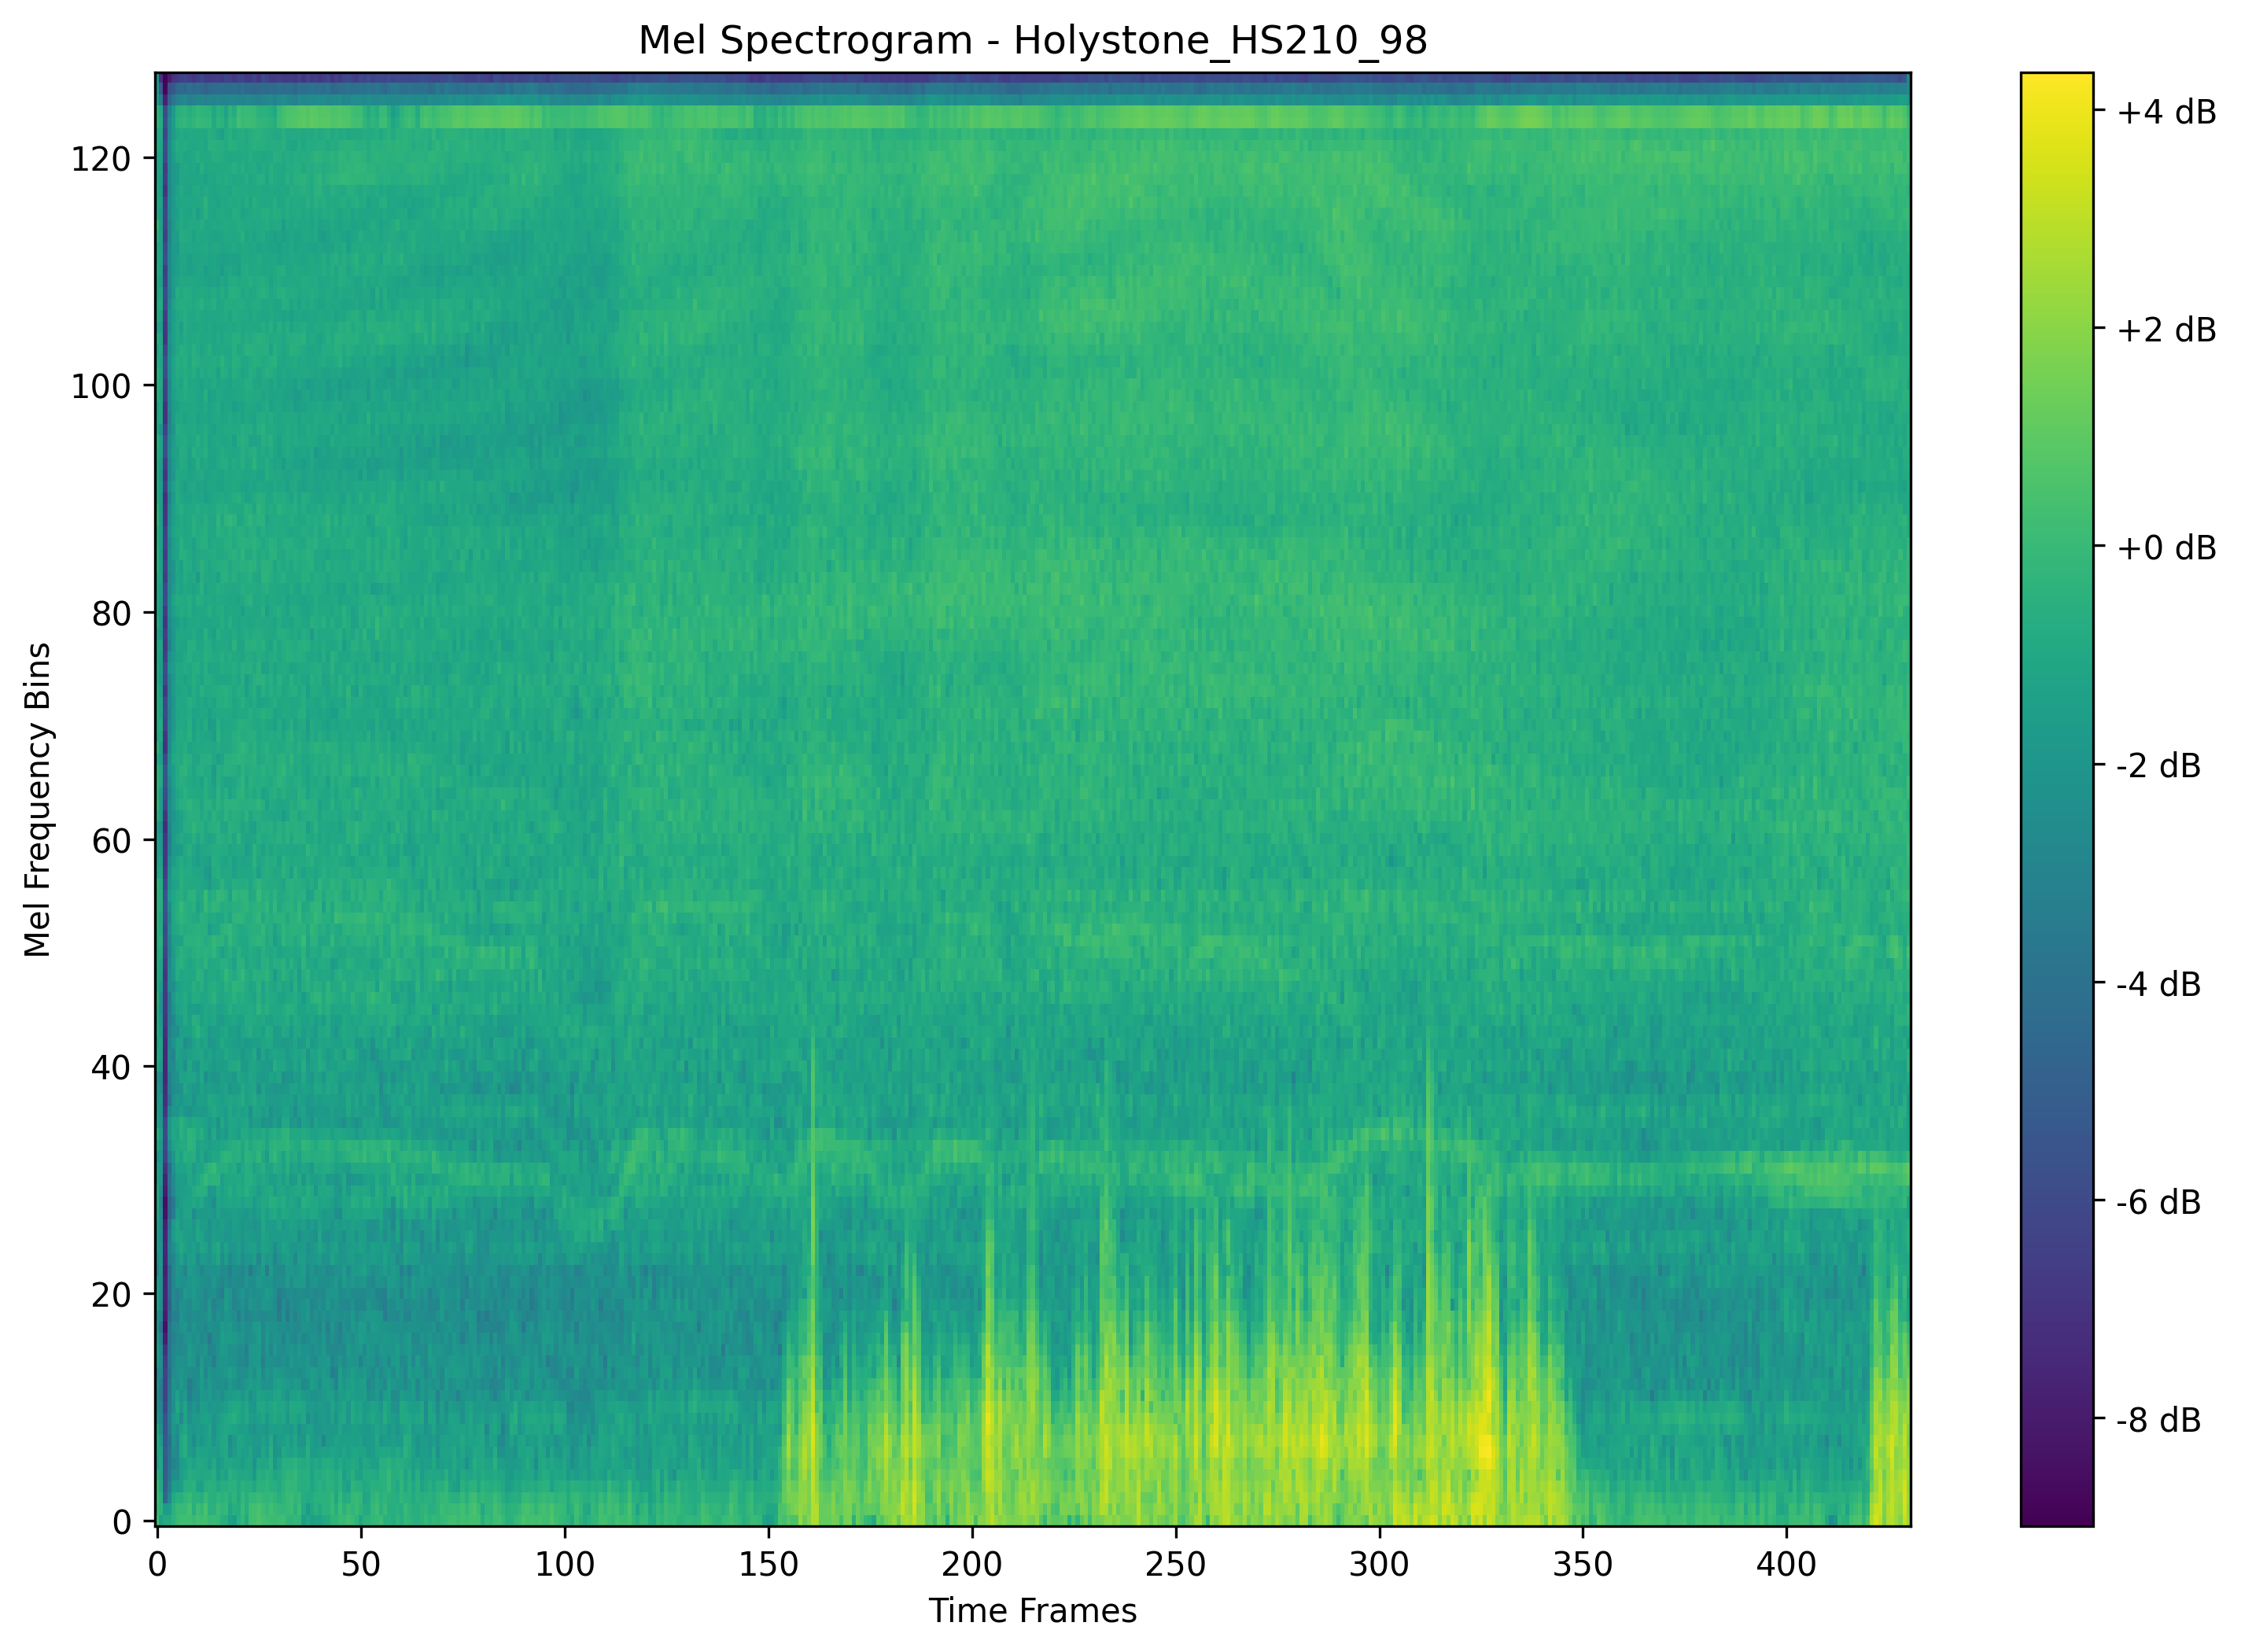 Mel Spectrogram - Holystone_HS210_98
Mel Frequency Bins
120
100
80
60
40
20
0
0 50 100 150 200 250 300 350 400
Time Frames
+4 dB
+2 dB
+0 dB
-2 dB
-4 dB
-6 dB
-8 dB